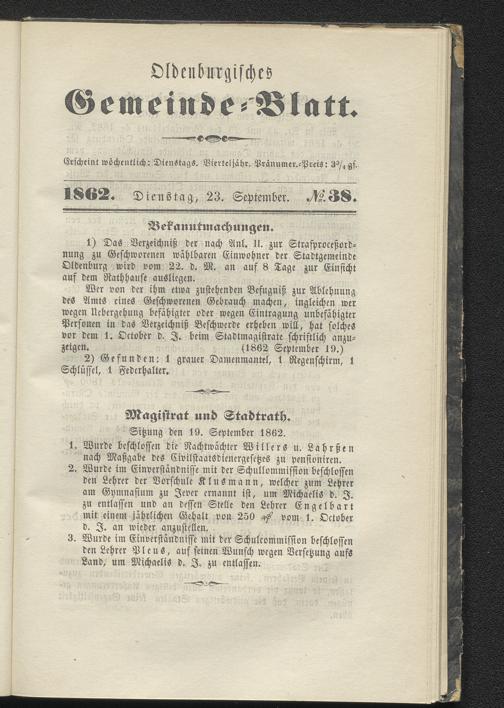 Oldenburgisches
Gemeinde-Blatt.
Erscheint wöchentlich: Dienstags. Vierteljähr. Pränumer.-Preis: 3¾ gs.
1862. Dienstag, 23. September. № 38.
Bekanntmachungen.
1) Das Verzeichniß der nach Anl. II. zur Strafproceßord-
nung zu Geschworenen wählbaren Einwohner der Stadtgemeinde
Oldenburg wird vom 22. d. M. an auf 8 Tage zur Einsicht
auf dem Rathhause ausliegen.
Wer von der ihm etwa zustehenden Befugniß zur Ablehnung
des Amts eines Geschworenen Gebrauch machen, ingleichen wer
wegen Uebergehung befähigter oder wegen Eintragung unbefähigter
Personen in das Verzeichniß Beschwerde erheben will, hat solches
vor dem 1. October d. J. beim Stadtmagistrate schriftlich anzu-
zeigen. (1862 September 19.)
2) Gefunden: 1 grauer Damenmantel, 1 Regenschirm, 1
Schlüssel, 1 Federhalter.
Magistrat und Stadtrath.
Sitzung den 19. September 1862.
1. Wurde beschlossen die Nachtwächter Willers u. Lahrßen
nach Maßgabe des Civilstaatsdienergesetzes zu pensioniren.
2. Wurde im Einverständnisse mit der Schulkommission beschlossen
den Lehrer der Vorschule Klusmann, welcher zum Lehrer
am Gymnasium zu Jever ernannt ist, um Michaelis d. J.
zu entlassen und an dessen Stelle den Lehrer Engelbart
mit einem jährlichen Gehalt von 250 ₰ vom 1. October
d. J. an wieder anzustellen.
3. Wurde im Einverständnisse mit der Schulcommission beschlossen
den Lehrer Pleus, auf seinen Wunsch wegen Versetzung aufs
Land, um Michaelis d. J. zu entlassen.